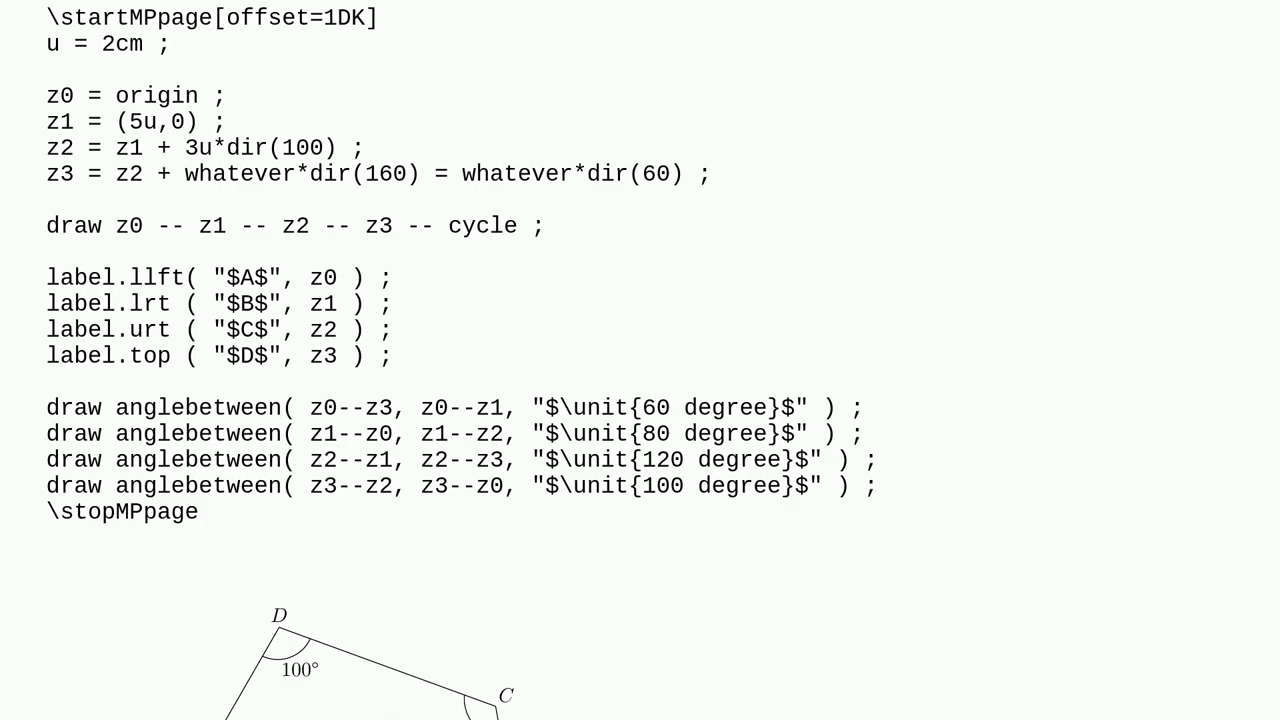 \startMPpage[offset=1DK]
u = 2cm ;
z0 = origin ;
z1 = (5u,0) ;
z2 = z1 + 3u*dir(100) ;
z3 = z2 + whatever*dir(160) = whatever*dir(60) ;
draw z0 -- z1 -- z2 -- z3 -- cycle ;
label.llft( "$A$", z0 ) ;
label.lrt ( "$B$", z1 ) ;
label.urt ( "$C$", z2 ) ;
label.top ( "$D$", z3 ) ;
draw anglebetween( z0--z3, z0--z1, "$\unit{60 degree}$" ) ;
draw anglebetween( z1--z0, z1--z2, "$\unit{80 degree}$" ) ;
draw anglebetween( z2--z1, z2--z3, "$\unit{120 degree}$" ) ;
draw anglebetween( z3--z2, z3--z0, "$\unit{100 degree}$" ) ;
\stopMPpage
D
100°
C